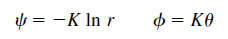 ψ = −K ln r    ϕ = Kθ